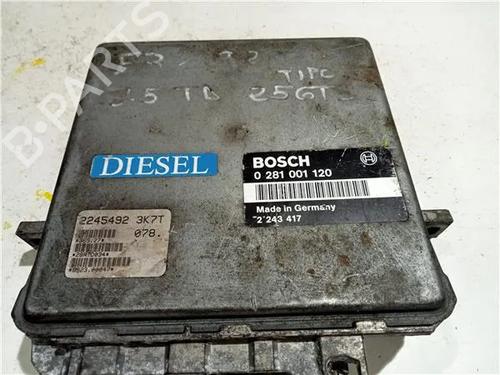 2.5 TD 256T
TIPO
DIESEL
BOSCH
0 281 001 120
Made in Germany
2 243 417
2245492 3K7T
078.
B-PARTS